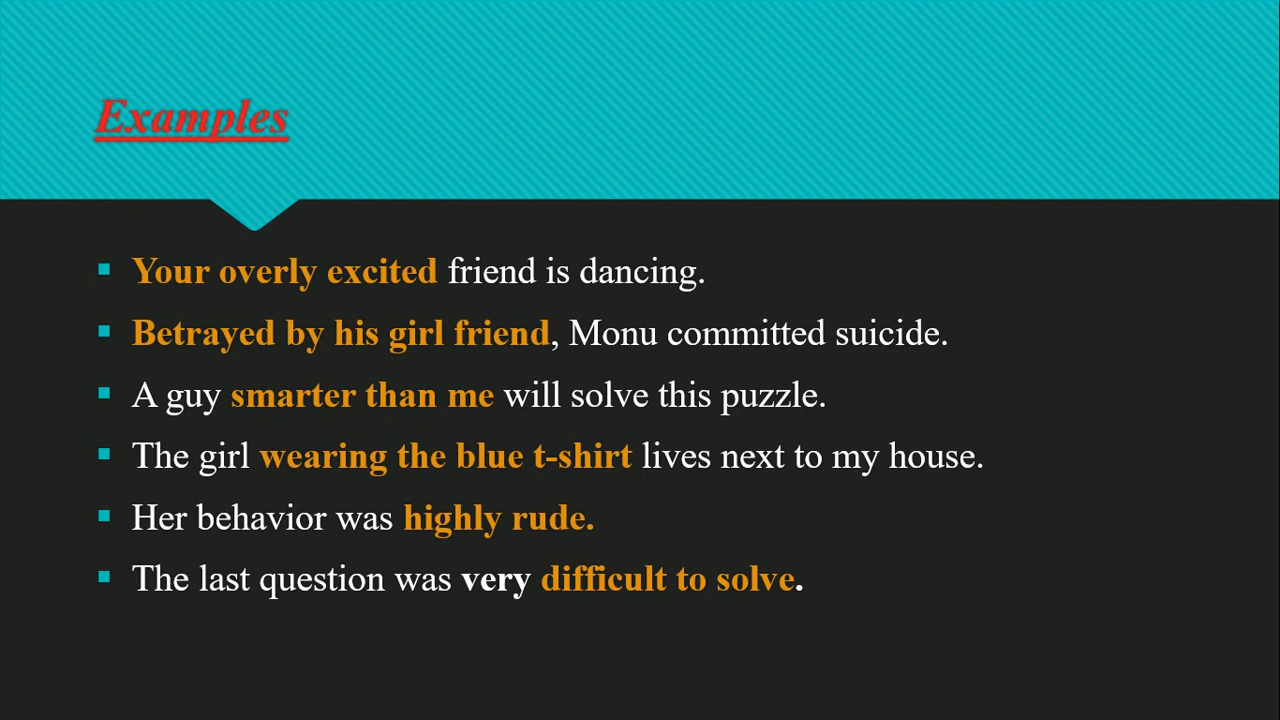 Examples
Your overly excited friend is dancing.
Betrayed by his girl friend, Monu committed suicide.
A guy smarter than me will solve this puzzle.
The girl wearing the blue t-shirt lives next to my house.
Her behavior was highly rude.
The last question was very difficult to solve.